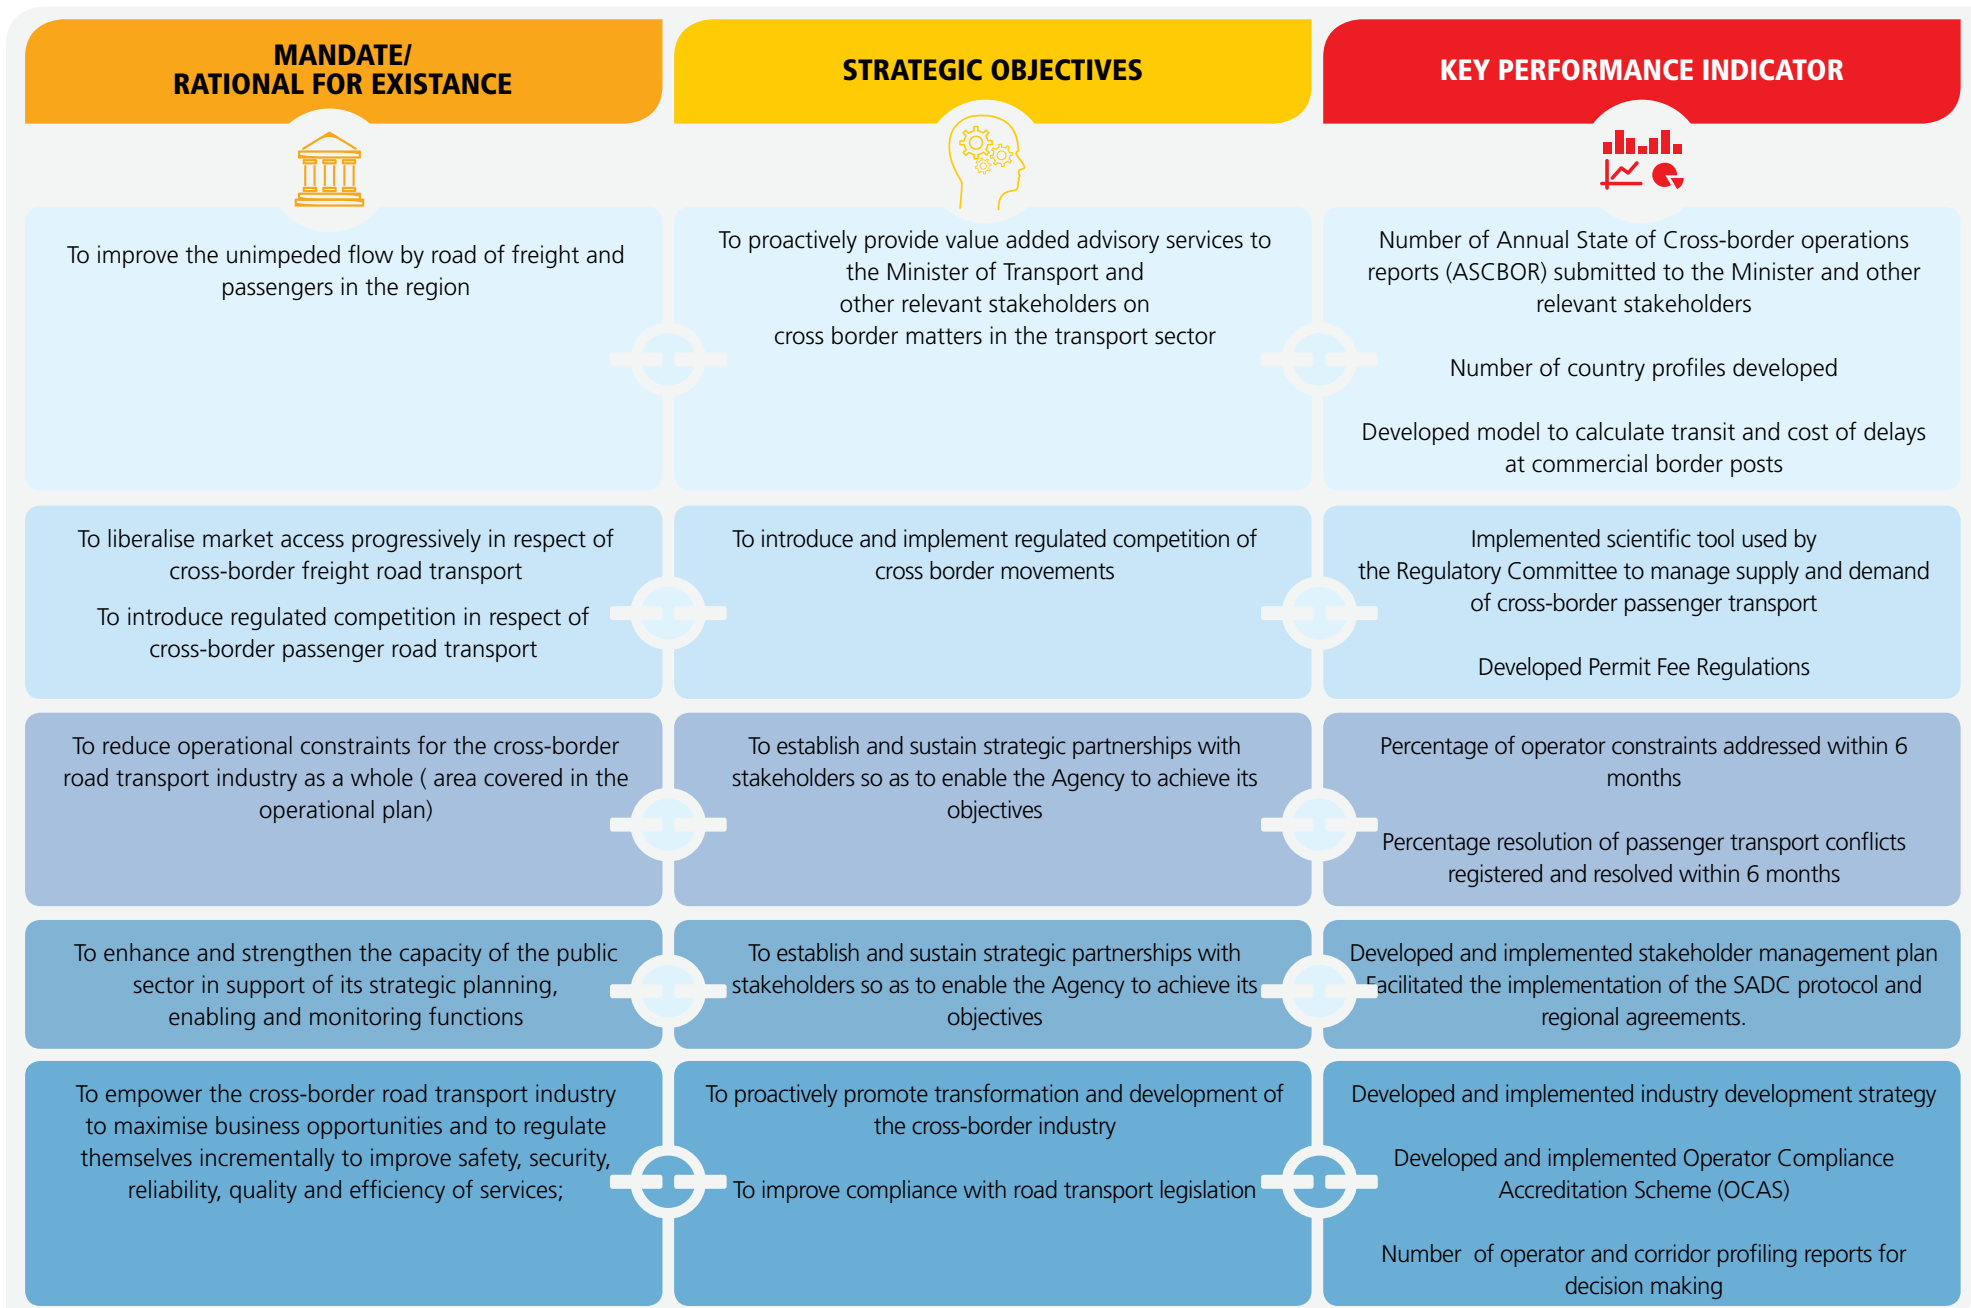 MANDATE/
RATIONAL FOR EXISTANCE
STRATEGIC OBJECTIVES
KEY PERFORMANCE INDICATOR
To improve the unimpeded flow by road of freight and
passengers in the region
To proactively provide value added advisory services to
the Minister of Transport and
other relevant stakeholders on
cross border matters in the transport sector
Number of Annual State of Cross-border operations
reports (ASCBOR) submitted to the Minister and other
relevant stakeholders
Number of country profiles developed
Developed model to calculate transit and cost of delays
at commercial border posts
To liberalise market access progressively in respect of
cross-border freight road transport
To introduce regulated competition in respect of
cross-border passenger road transport
To introduce and implement regulated competition of
cross border movements
Implemented scientific tool used by
the Regulatory Committee to manage supply and demand
of cross-border passenger transport
Developed Permit Fee Regulations
To reduce operational constraints for the cross-border
road transport industry as a whole ( area covered in the
operational plan)
To establish and sustain strategic partnerships with
stakeholders so as to enable the Agency to achieve its
objectives
Percentage of operator constraints addressed within 6
months
Percentage resolution of passenger transport conflicts
registered and resolved within 6 months
To enhance and strengthen the capacity of the public
sector in support of its strategic planning,
enabling and monitoring functions
To establish and sustain strategic partnerships with
stakeholders so as to enable the Agency to achieve its
objectives
Developed and implemented stakeholder management plan
Facilitated the implementation of the SADC protocol and
regional agreements.
To empower the cross-border road transport industry
to maximise business opportunities and to regulate
themselves incrementally to improve safety, security,
reliability, quality and efficiency of services;
To proactively promote transformation and development of
the cross-border industry
To improve compliance with road transport legislation
Developed and implemented industry development strategy
Developed and implemented Operator Compliance
Accreditation Scheme (OCAS)
Number of operator and corridor profiling reports for
decision making